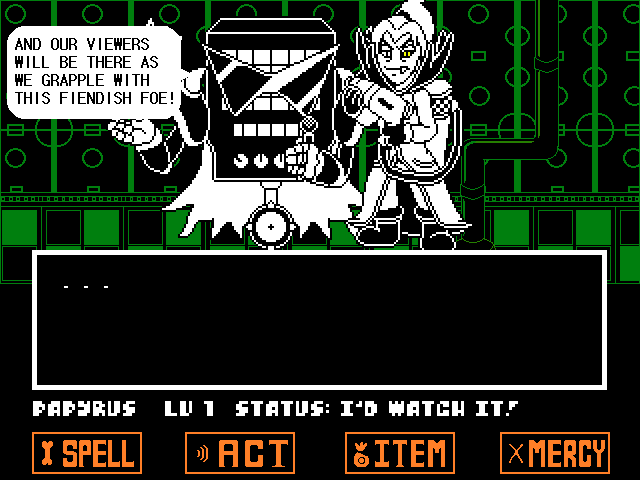 AND OUR VIEWERS
WILL BE THERE AS
WE GRAPPLE WITH
THIS FIENDISH FOE!
...
PAPYRUS LV 1 STATUS: I'D WATCH IT!
SPELL ACT ITEM MERCY